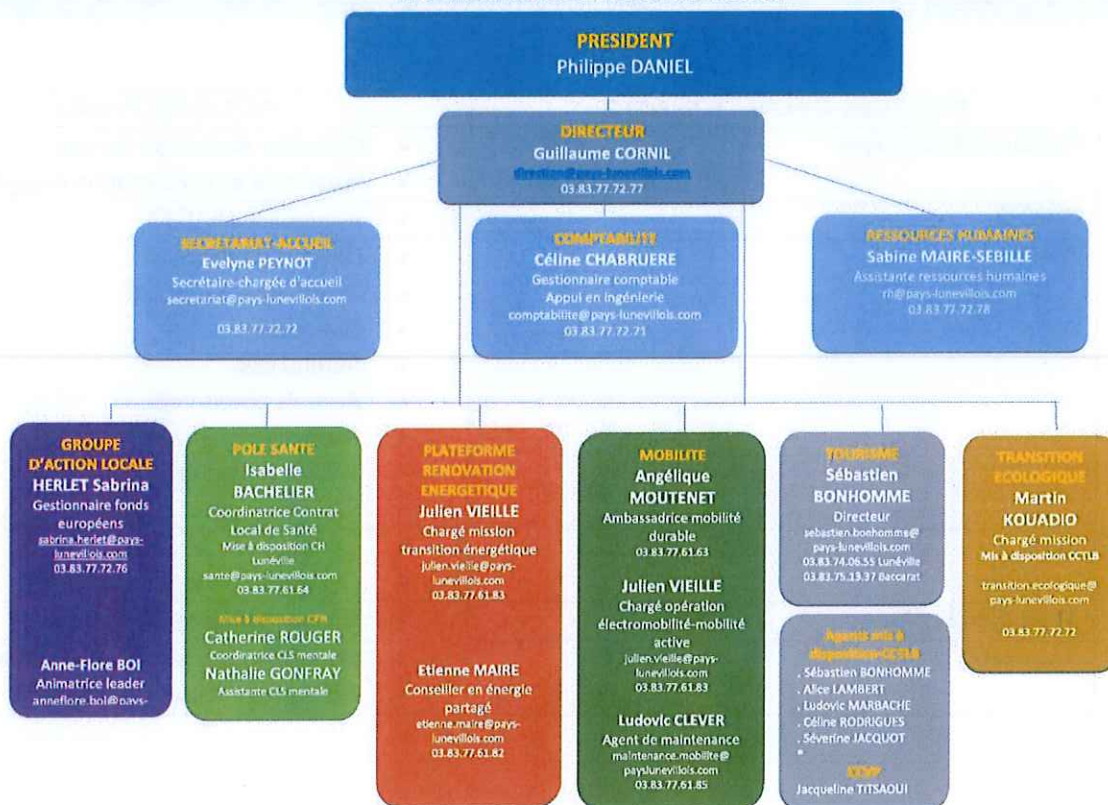 PRESIDENT
Philippe DANIEL
DIRECTEUR
Guillaume CORNIL
direction@pays-lunevillois.com
03.83.77.72.77
SECRETARIAT-ACCUEIL
Evelyne PEYNOT
Secrétaire-chargée d'accueil
secretariat@pays-lunevillois.com
03.83.77.72.72
COMPTABILITE
Céline CHABRUERE
Gestionnaire comptable
Appui en ingénierie
comptabilite@pays-lunevillois.com
03.83.77.72.71
RESSOURCES HUMAINES
Sabine MAIRE-SEBILLE
Assistante ressources humaines
rh@pays-lunevillois.com
03.83.77.72.78
GROUPE
D'ACTION LOCALE
HERLET Sabrina
Gestionnaire fonds
européens
sabrina.herlet@pays-
lunevillois.com
03.83.77.72.76
Anne-Flore BOI
Animatrice leader
anneflore.boi@pays-
POLE SANTE
Isabelle
BACHELIER
Coordinatrice Contrat
Local de Santé
Mise à disposition CH
Lunéville
sante@pays-lunevillois.com
03.83.77.61.64
Mise à disposition CPN
Catherine ROUGER
Coordinatrice CLS mentale
Nathalie GONFRAY
Assistante CLS mentale
PLATEFORME
RENOVATION
ENERGETIQUE
Julien VIEILLE
Chargé mission
transition énergétique
julien.vieille@pays-
lunevillois.com
03.83.77.61.83
Etienne MAIRE
Conseiller en énergie
partagé
etienne.maire@pays-
lunevillois.com
03.83.77.61.82
MOBILITE
Angélique
MOUTENET
Ambassadrice mobilité
durable
03.83.77.61.63
Julien VIEILLE
Chargé opération
électromobilité-mobilité
active
julien.vieille@pays-
lunevillois.com
03.83.77.61.83
Ludovic CLEVER
Agent de maintenance
maintenance.mobilite@
payslunevillois.com
03.83.77.61.85
TOURISME
Sébastien
BONHOMME
Directeur
sebastien.bonhomme@
pays-lunevillois.com
03.83.74.06.55 Lunéville
03.83.75.13.37 Baccarat
Agents mis à
disposition-CCTLB
. Sébastien BONHOMME
. Alice LAMBERT
. Ludovic MARBACHE
. Céline RODRIGUES
. Séverine JACQUOT
*
CCVP
Jacqueline TITSAOUI
TRANSITION
ECOLOGIQUE
Martin
KOUADIO
Chargé mission
Mis à disposition CCTLB
transition.ecologique@
pays-lunevillois.com
03.83.77.72.72